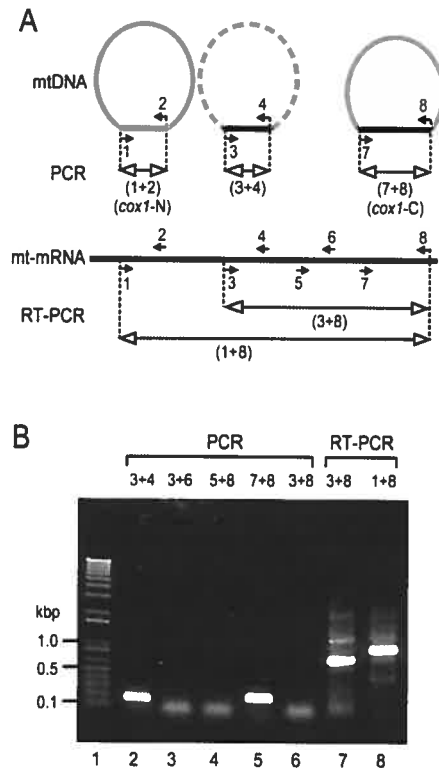 A
mtDNA
2
4
8
1
3
7
PCR
(1+2)
(3+4)
(7+8)
(cox1-N)
(cox1-C)
2
4
6
8
mt-mRNA
1
3
5
7
RT-PCR
(3+8)
(1+8)
B
PCR
RT-PCR
3+4 3+6 5+8 7+8 3+8 3+8 1+8
kbp
1.0
0.5
0.1
1 2 3 4 5 6 7 8